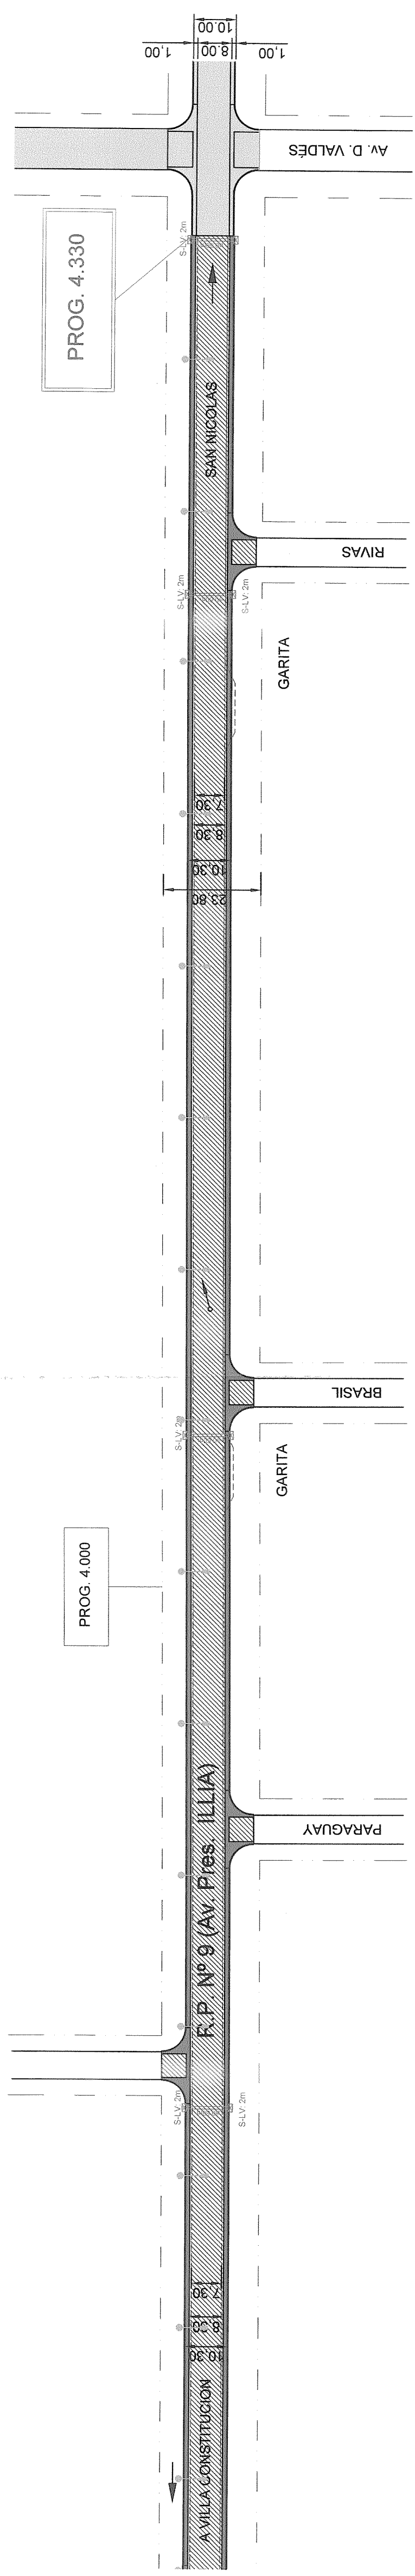 10.00
1,00
8.00
1,00
Av. D. VALDÉS
S-LV: 2m
PROG. 4.330
SAN NICOLAS
RIVAS
S-LV: 2m
S-LV: 2m
GARITA
7,30
8,30
10,30
23,80
BRASIL
S-LV: 2m
GARITA
PROG. 4.000
PARAGUAY
R.P. Nº 9 (Av. Pres. ILLIA)
S-LV: 2m
S-LV: 2m
7,30
8,30
10,30
A VILLA CONSTITUCION